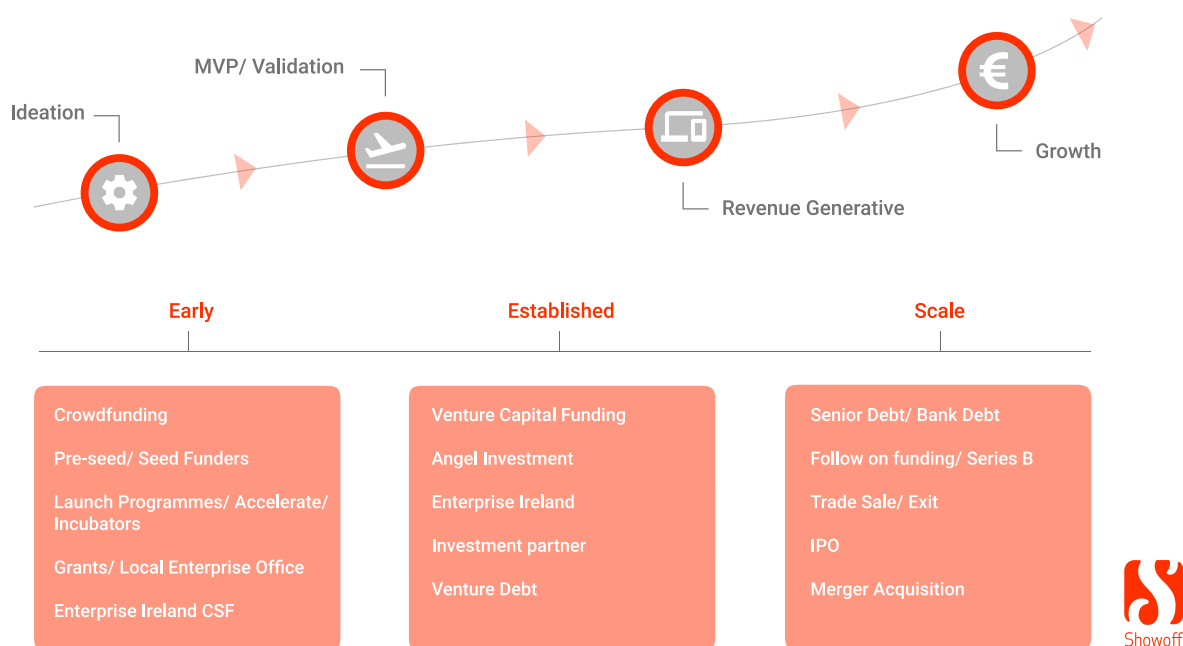 MVP/ Validation
Ideation
Growth
Revenue Generative
Early
Established
Scale
Crowdfunding
Pre-seed/ Seed Funders
Launch Programmes/ Accelerate/
Incubators
Grants/ Local Enterprise Office
Enterprise Ireland CSF
Venture Capital Funding
Angel Investment
Enterprise Ireland
Investment partner
Venture Debt
Senior Debt/ Bank Debt
Follow on funding/ Series B
Trade Sale/ Exit
IPO
Merger Acquisition
Showoff